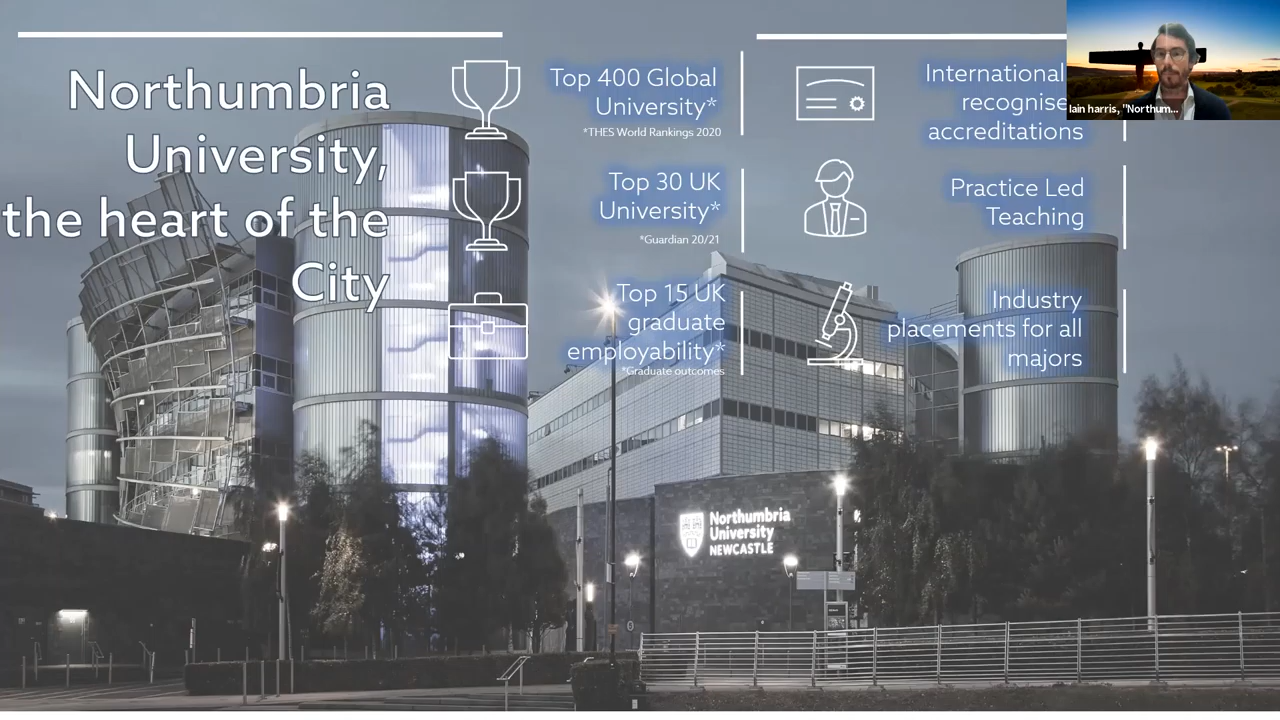 Northumbria
University,
the heart of the
City
Top 400 Global
University*
*THES World Rankings 2020
Top 30 UK
University*
*Guardian 20/21
Top 15 UK
graduate
employability*
*Graduate outcomes
International
recognise
accreditations
Practice Led
Teaching
Industry
placements for all
majors
Iain harris, "Northum...
Northumbria
University
NEWCASTLE